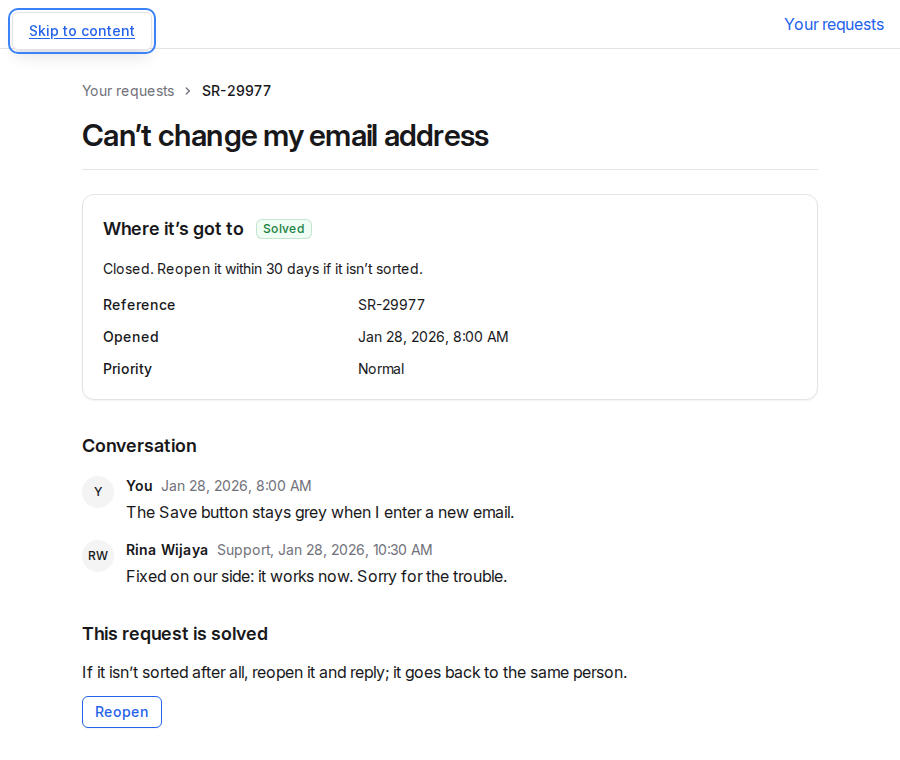 Skip to content
Your requests
Your requests > SR-29977
Can’t change my email address
Where it’s got to Solved
Closed. Reopen it within 30 days if it isn’t sorted.
Reference SR-29977
Opened Jan 28, 2026, 8:00 AM
Priority Normal
Conversation
Y You Jan 28, 2026, 8:00 AM
The Save button stays grey when I enter a new email.
RW Rina Wijaya Support, Jan 28, 2026, 10:30 AM
Fixed on our side: it works now. Sorry for the trouble.
This request is solved
If it isn’t sorted after all, reopen it and reply; it goes back to the same person.
Reopen